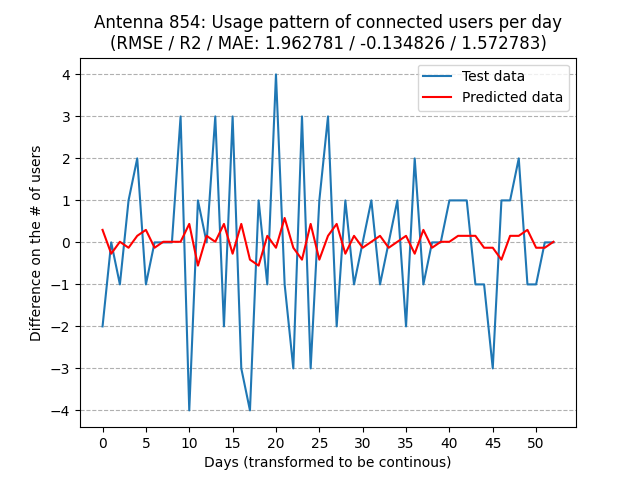 Antenna 854: Usage pattern of connected users per day
(RMSE / R2 / MAE: 1.962781 / -0.134826 / 1.572783)
Test data
Predicted data
Difference on the # of users
4
3
2
1
0
−1
−2
−3
−4
0 5 10 15 20 25 30 35 40 45 50
Days (transformed to be continous)